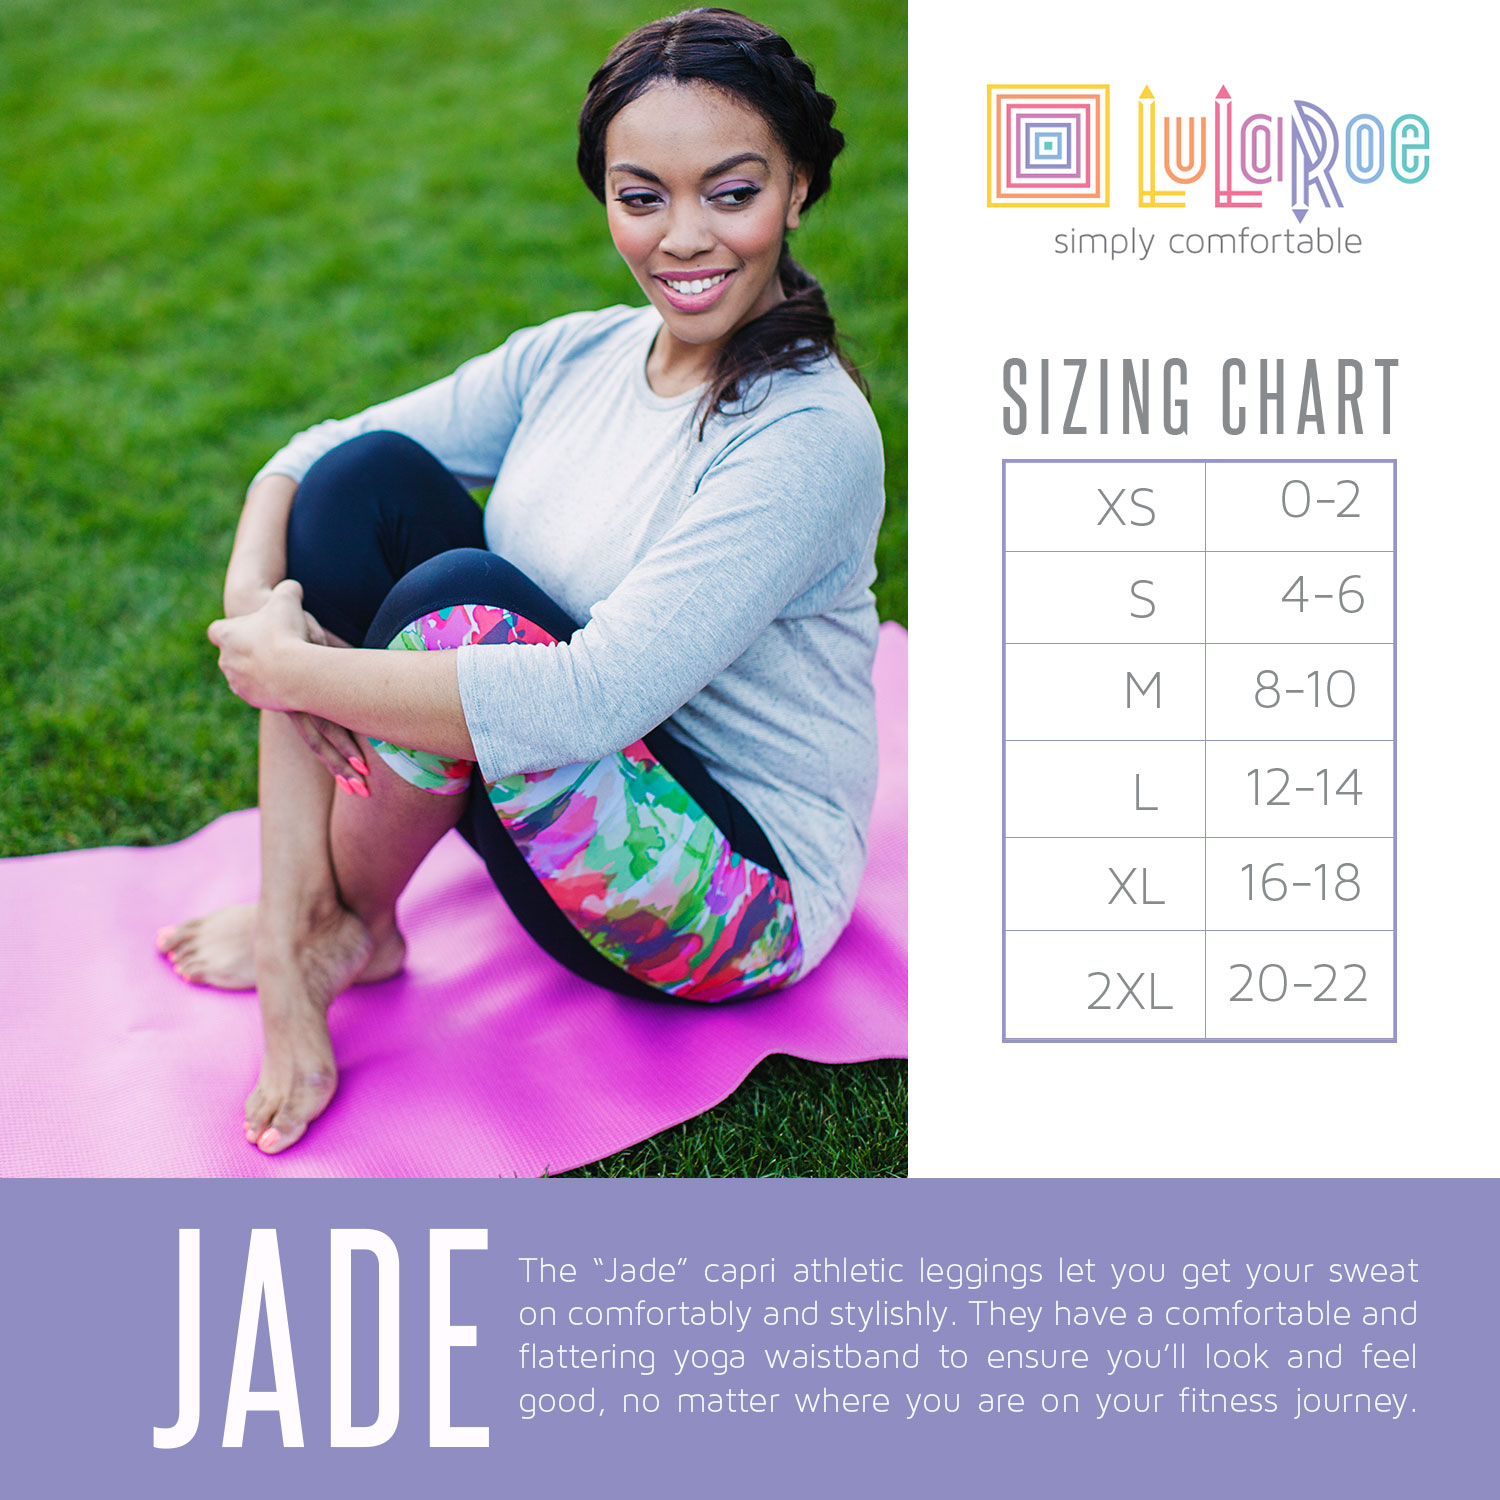 LuLaRoe
simply comfortable
SIZING CHART
XS 0-2
S 4-6
M 8-10
L 12-14
XL 16-18
2XL 20-22
JADE
The “Jade” capri athletic leggings let you get your sweat
on comfortably and stylishly. They have a comfortable and
flattering yoga waistband to ensure you’ll look and feel
good, no matter where you are on your fitness journey.